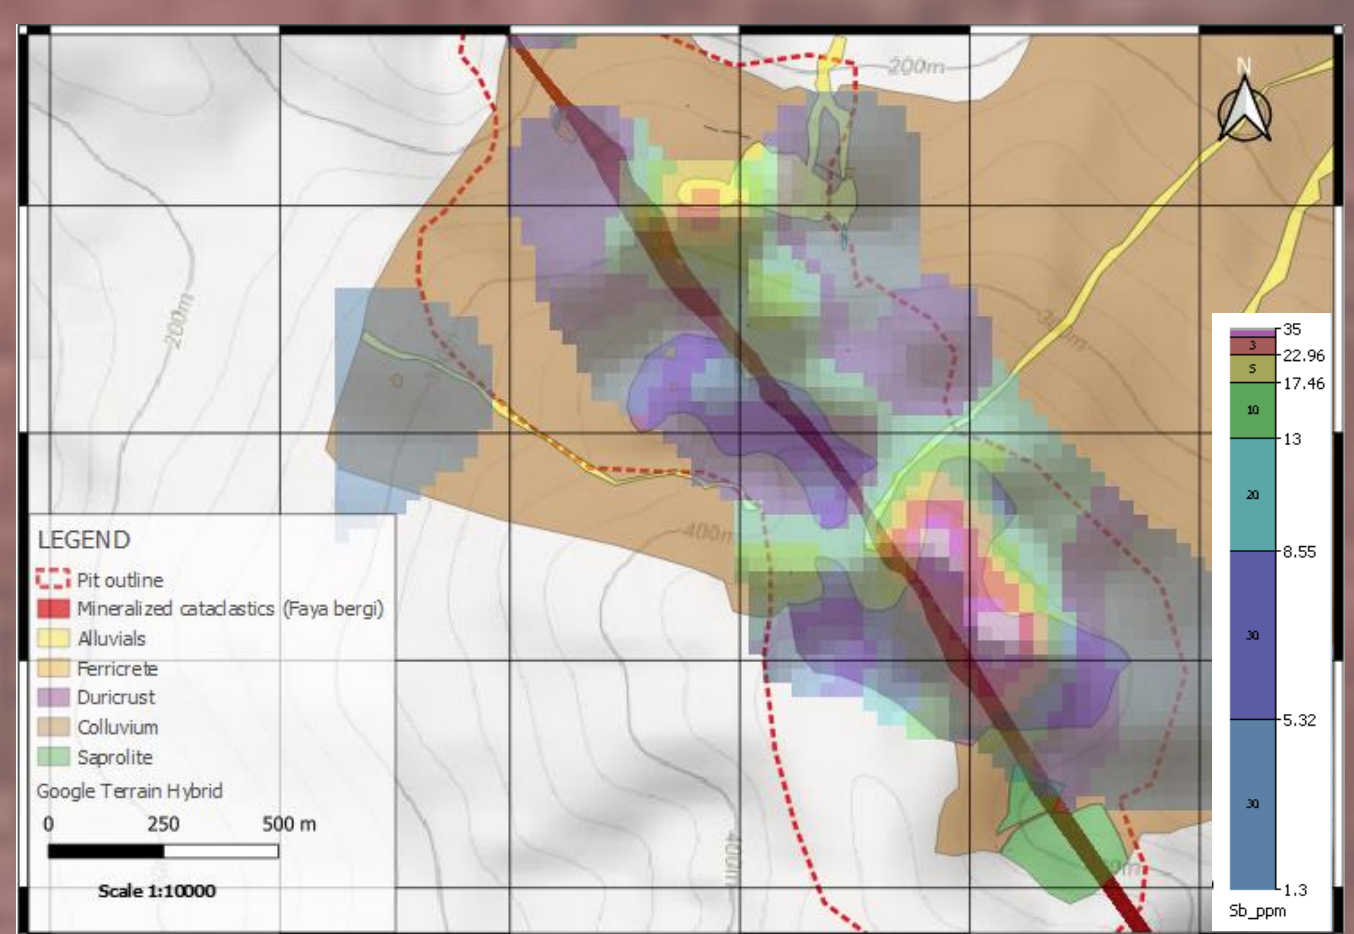 N
200m
200m
300m
400m
400m
LEGEND
Pit outline
Mineralized cataclastics (Faya bergi)
Alluvials
Ferricrete
Duricrust
Colluvium
Saprolite
Google Terrain Hybrid
0 250 500 m
Scale 1:10000
35
3
22.96
5
17.46
10
13
20
8.55
30
5.32
30
1.3
Sb_ppm